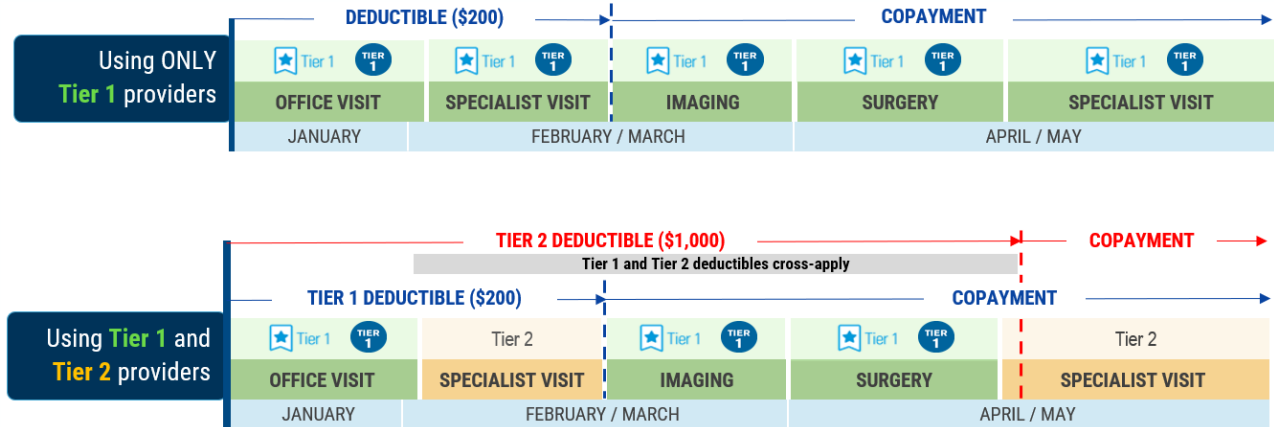 DEDUCTIBLE ($200) COPAYMENT
Using ONLY
Tier 1 providers
Tier 1 TIER 1 Tier 1 TIER 1 Tier 1 TIER 1 Tier 1 TIER 1 Tier 1 TIER 1
OFFICE VISIT SPECIALIST VISIT IMAGING SURGERY SPECIALIST VISIT
JANUARY FEBRUARY / MARCH APRIL / MAY
TIER 2 DEDUCTIBLE ($1,000) COPAYMENT
Tier 1 and Tier 2 deductibles cross-apply
TIER 1 DEDUCTIBLE ($200) COPAYMENT
Using Tier 1 and
Tier 2 providers
Tier 1 TIER 1 Tier 2 Tier 1 TIER 1 Tier 1 TIER 1 Tier 2
OFFICE VISIT SPECIALIST VISIT IMAGING SURGERY SPECIALIST VISIT
JANUARY FEBRUARY / MARCH APRIL / MAY